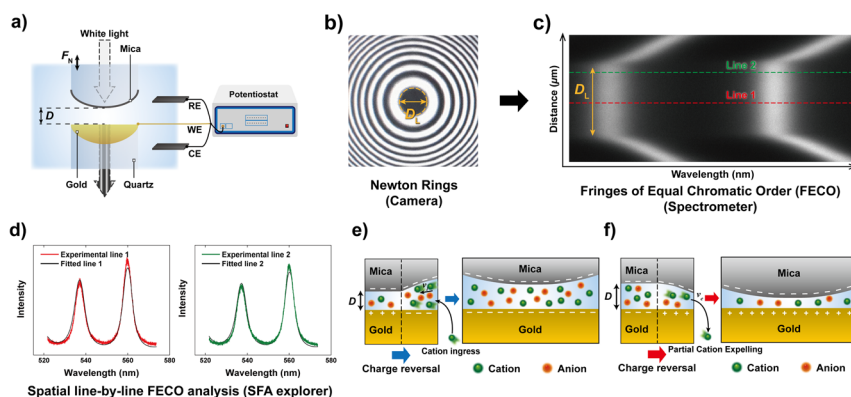 a)
White light
F_N
Mica
D
RE
WE
CE
Potentiostat
Gold
Quartz
b)
D_L
Newton Rings
(Camera)
c)
Distance (μm)
D_L
Line 2
Line 1
Wavelength (nm)
Fringes of Equal Chromatic Order (FECO)
(Spectrometer)
d)
Intensity
Experimental line 1
Fitted line 1
520 540 560 580
Wavelength (nm)
Intensity
Experimental line 2
Fitted line 2
520 540 560 580
Wavelength (nm)
Spatial line-by-line FECO analysis (SFA explorer)
e)
Mica
D
Gold
Cation ingress
Charge reversal
Mica
Gold
Cation Anion
f)
Mica
D
Gold
Partial Cation Expelling
Charge reversal
Mica
Gold
Cation Anion